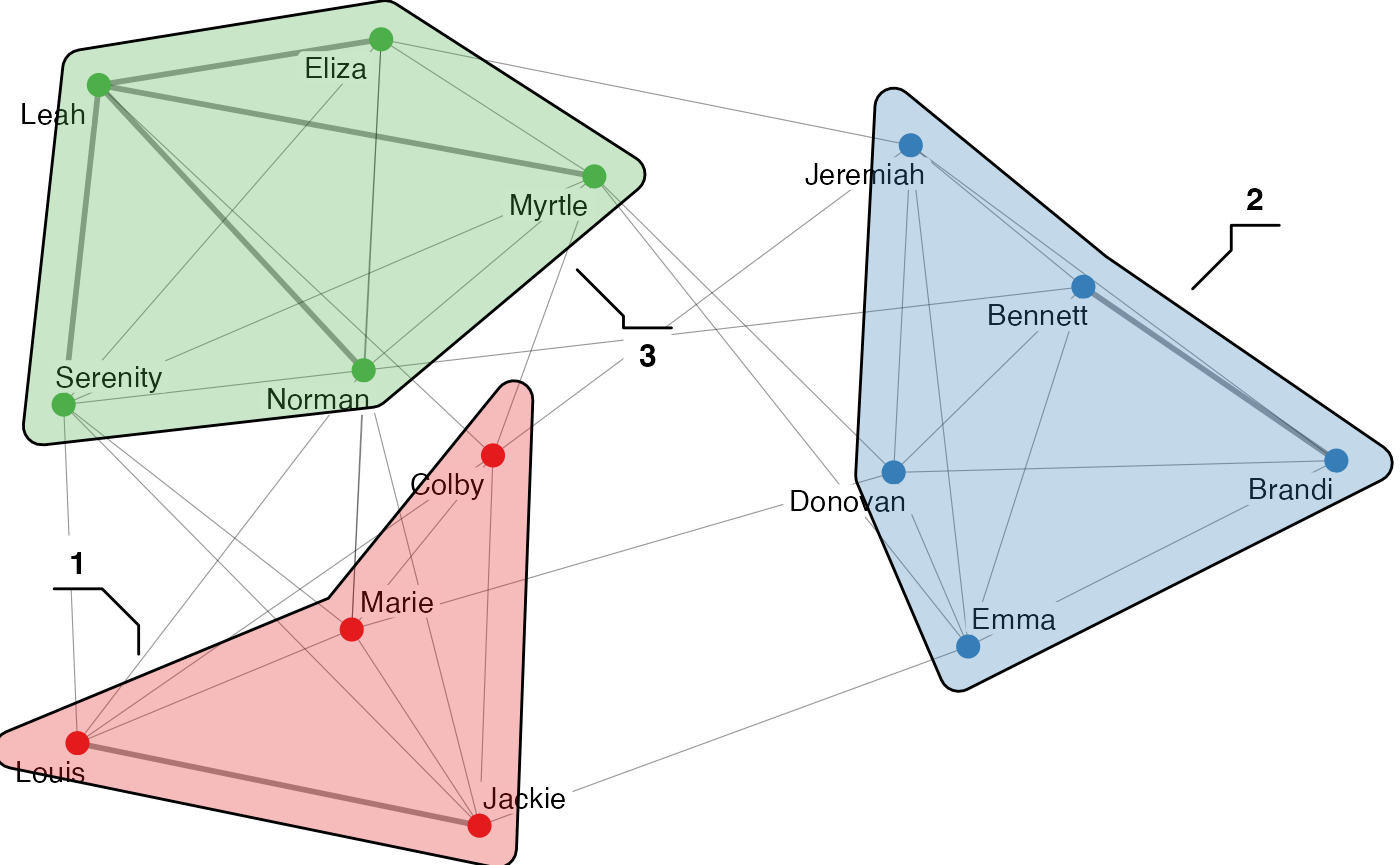 Eliza
Leah
Jeremiah
2
Myrtle
Bennett
3
Serenity
Norman
Colby
Brandi
Donovan
1
Marie
Emma
Louis
Jackie